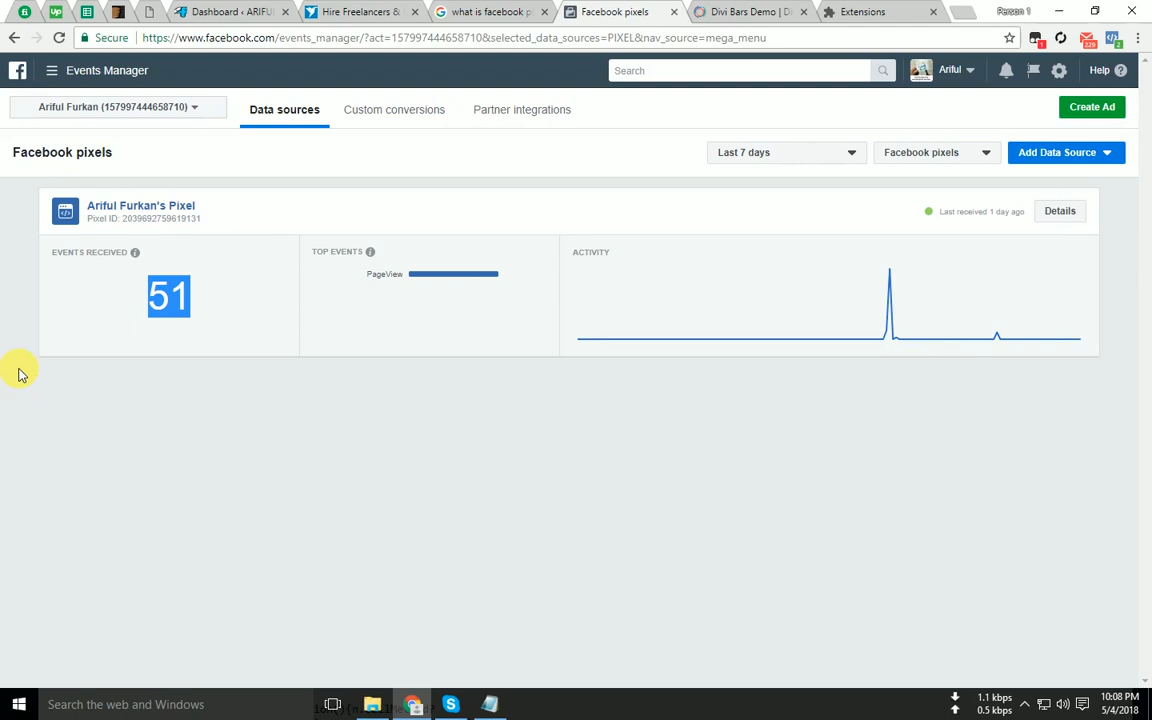 Dashboard ‹ ARIFU
Hire Freelancers &
what is facebook p
Facebook pixels
Divi Bars Demo | D
Extensions
Person 1
Secure
https://www.facebook.com/events_manager/?act=157997444658710&selected_data_sources=PIXEL&nav_source=mega_menu
1
229
2
Events Manager
Search
Ariful
Help
Ariful Furkan (157997444658710)
Data sources
Custom conversions
Partner integrations
Create Ad
Facebook pixels
Last 7 days
Facebook pixels
Add Data Source
Ariful Furkan's Pixel
Pixel ID: 2039692759619131
Last received 1 day ago
Details
EVENTS RECEIVED
TOP EVENTS
ACTIVITY
PageView
51
Search the web and Windows
1.1 kbps
0.5 kbps
10:08 PM
5/4/2018